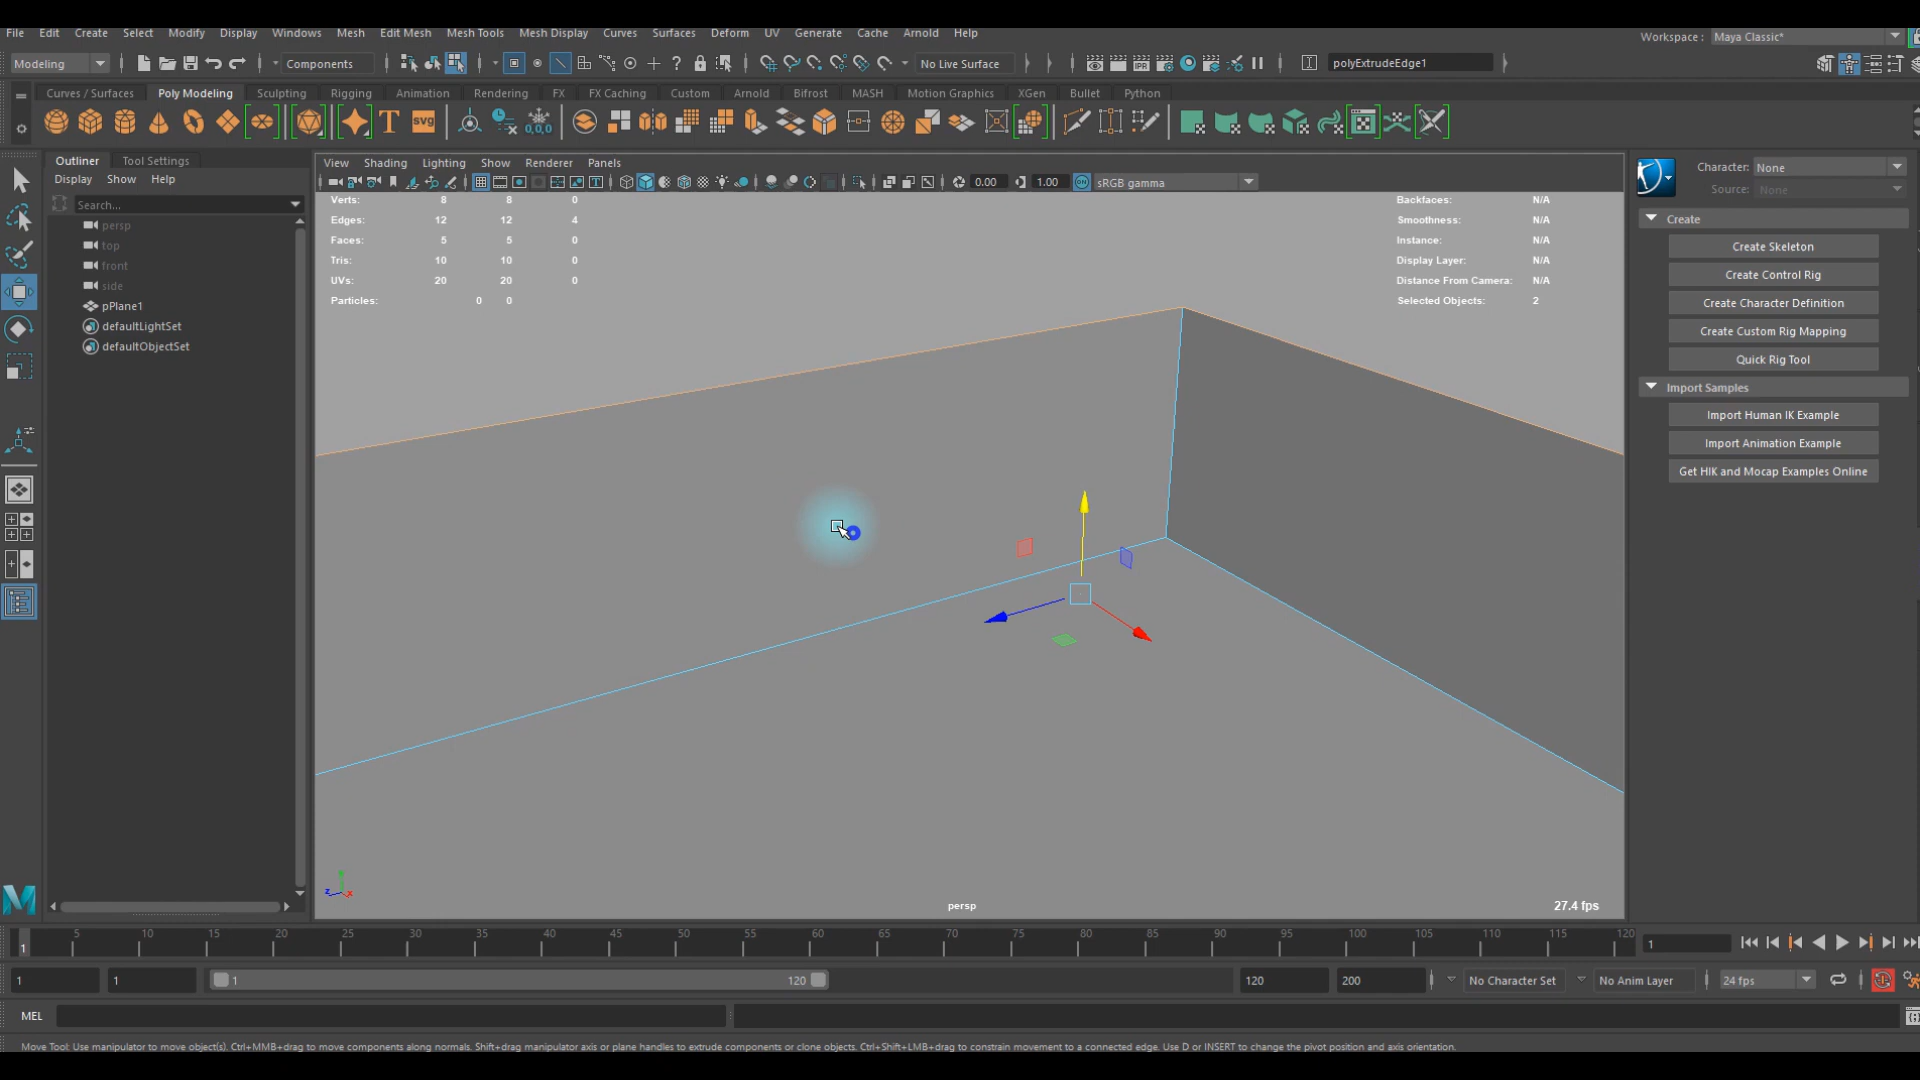 File Edit Create Select Modify Display Windows Mesh Edit Mesh Mesh Tools Mesh Display Curves Surfaces Deform UV Generate Cache Arnold Help
Workspace : Maya Classic*
Modeling Components No Live Surface polyExtrudeEdge1
Curves / Surfaces Poly Modeling Sculpting Rigging Animation Rendering FX FX Caching Custom Arnold Bifrost MASH Motion Graphics XGen Bullet Python
T svg 0,0,0
Outliner Tool Settings
Display Show Help
Search...
persp
top
front
side
pPlane1
defaultLightSet
defaultObjectSet
View Shading Lighting Show Renderer Panels
0.00 1.00 ON sRGB gamma
Verts: 8 8 0
Edges: 12 12 4
Faces: 5 5 0
Tris: 10 10 0
UVs: 20 20 0
Particles: 0 0
Backfaces: N/A
Smoothness: N/A
Instance: N/A
Display Layer: N/A
Distance From Camera: N/A
Selected Objects: 2
z x
persp
27.4 fps
Character: None
Source: None
Create
Create Skeleton
Create Control Rig
Create Character Definition
Create Custom Rig Mapping
Quick Rig Tool
Import Samples
Import Human IK Example
Import Animation Example
Get HIK and Mocap Examples Online
1 5 10 15 20 25 30 35 40 45 50 55 60 65 70 75 80 85 90 95 100 105 110 115 120 1
1 1 1 120 120 200 No Character Set No Anim Layer 24 fps
MEL
Move Tool: Use manipulator to move object(s). Ctrl+MMB+drag to move components along normals. Shift+drag manipulator axis or plane handles to extrude components or clone objects. Ctrl+Shift+LMB+drag to constrain movement to a connected edge. Use D or INSERT to change the pivot position and axis orientation.